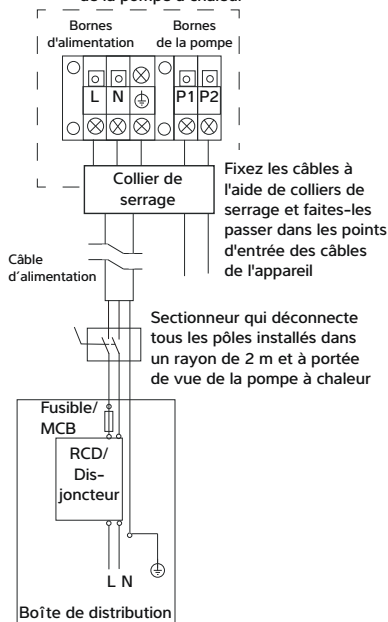 de la pompe à chaleur
Bornes
d'alimentation
Bornes
de la pompe
L N P1 P2
Collier de
serrage
Fixez les câbles à
l'aide de colliers de
serrage et faites-les
passer dans les points
d'entrée des câbles
de l'appareil
Câble
d'alimentation
Sectionneur qui déconnecte
tous les pôles installés dans
un rayon de 2 m et à portée
de vue de la pompe à chaleur
Fusible/
MCB
RCD/
Dis-
joncteur
L N
Boîte de distribution